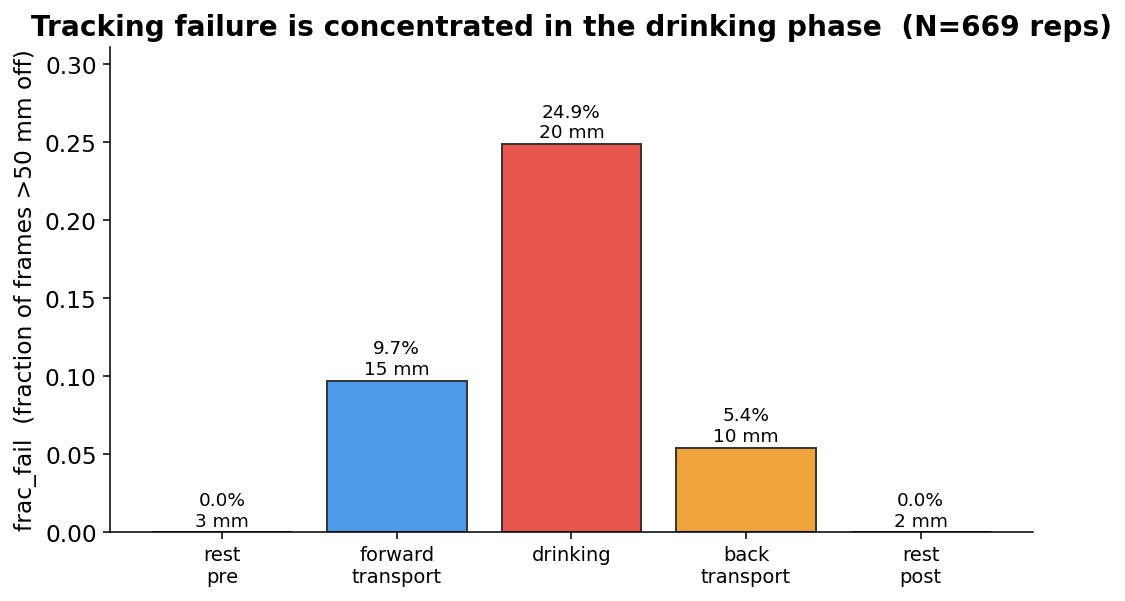 Tracking failure is concentrated in the drinking phase (N=669 reps)
frac_fail (fraction of frames >50 mm off)
0.30
0.25
0.20
0.15
0.10
0.05
0.00
0.0%
3 mm
9.7%
15 mm
24.9%
20 mm
5.4%
10 mm
0.0%
2 mm
rest
pre
forward
transport
drinking
back
transport
rest
post